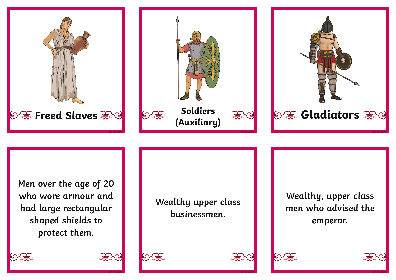 Freed Slaves
Soldiers
(Auxiliary)
Gladiators
Men over the age of 20
who wore armour and
had large rectangular
shaped shields to
protect them.
Wealthy upper class
businessmen.
Wealthy, upper class
men who advised the
emperor.